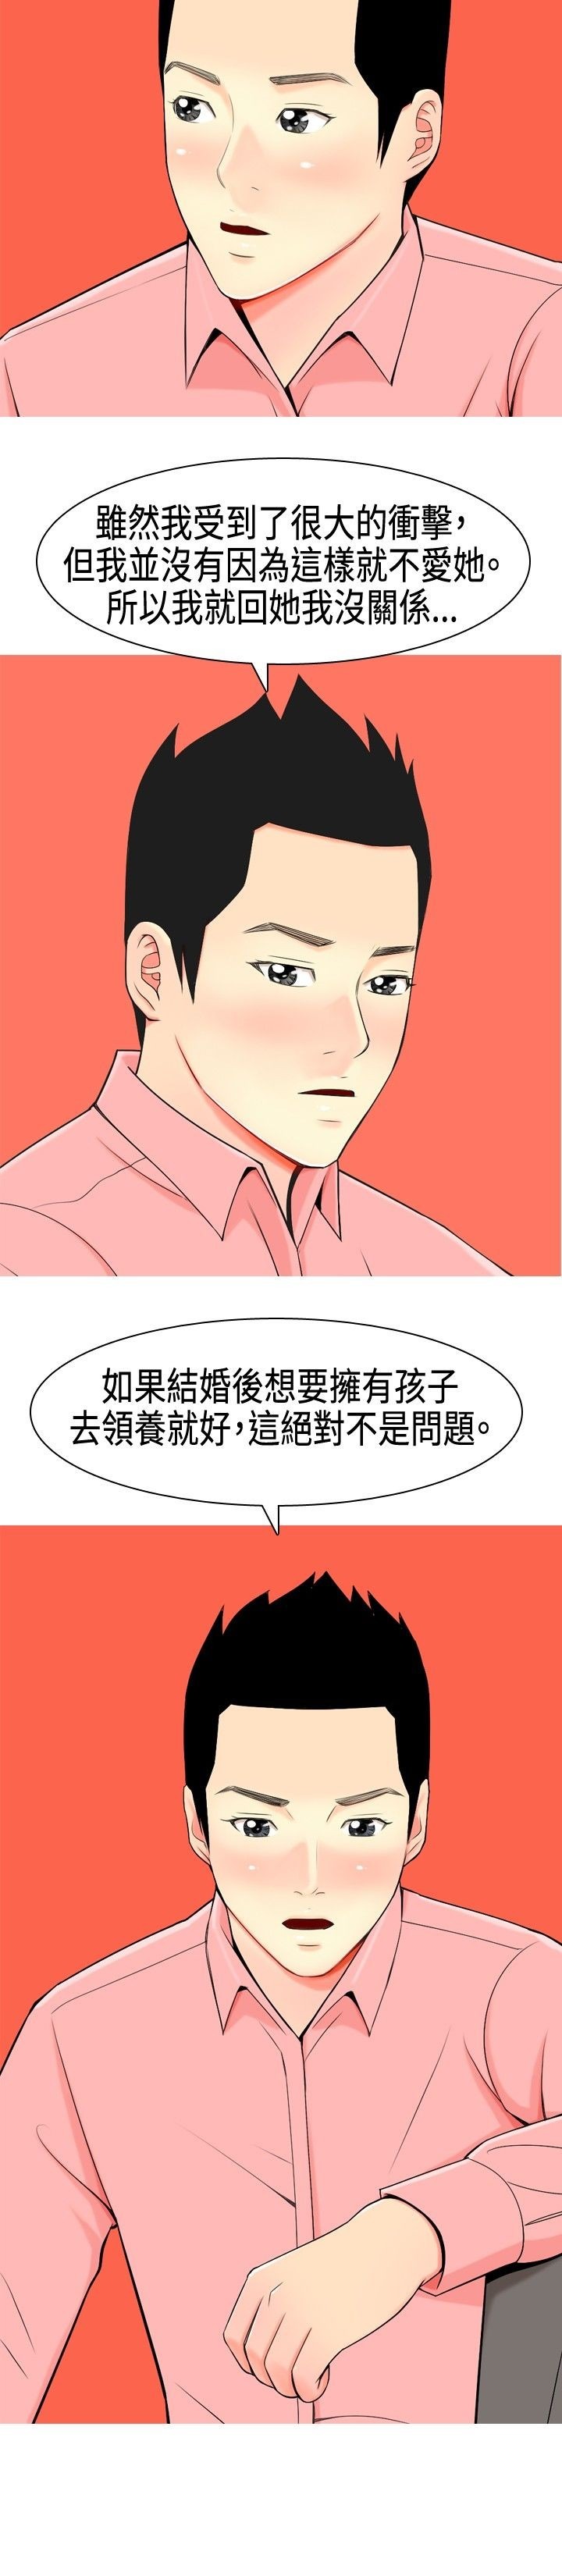 雖然我受到了很大的衝擊，
但我並沒有因為這樣就不愛她。
所以我就回她我沒關係...
如果結婚後想要擁有孩子
去領養就好，這絕對不是問題。